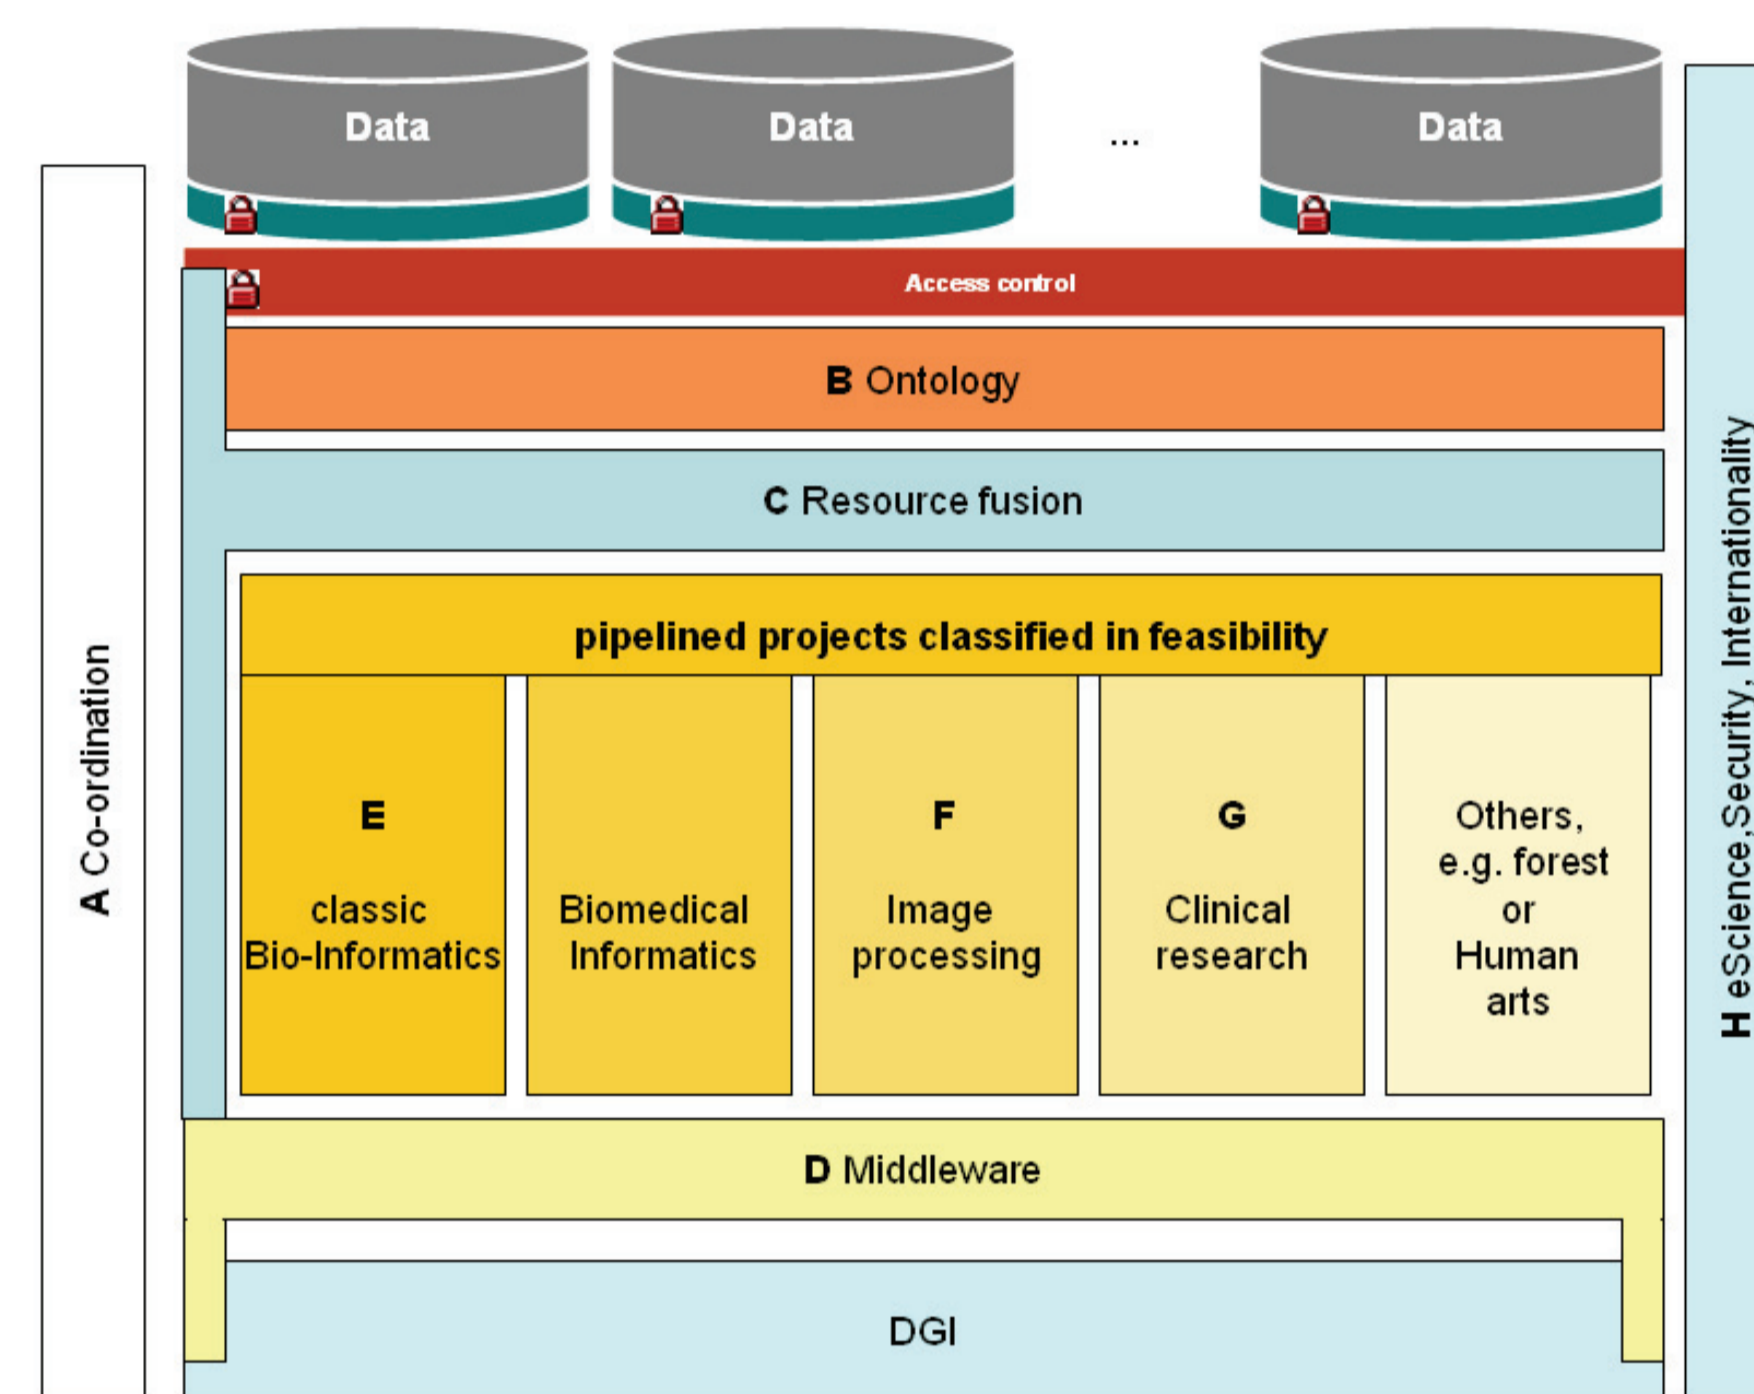 Data
Data
...
Data
Access control
B Ontology
C Resource fusion
pipelined projects classified in feasibility
E
classic
Bio-Informatics
Biomedical
Informatics
F
Image
processing
G
Clinical
research
Others,
e.g. forest
or
Human
arts
D Middleware
DGI
A Co-ordination
H eScience,Security, Internationality